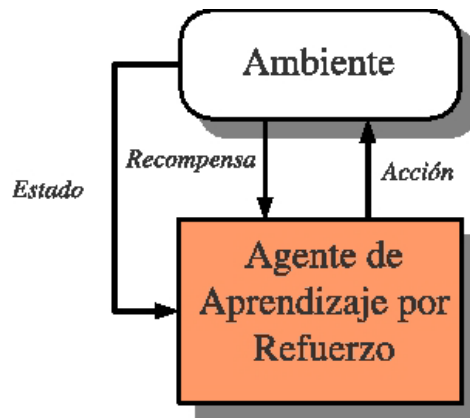 Ambiente
Recompensa
Acción
Estado
Agente de
Aprendizaje por
Refuerzo